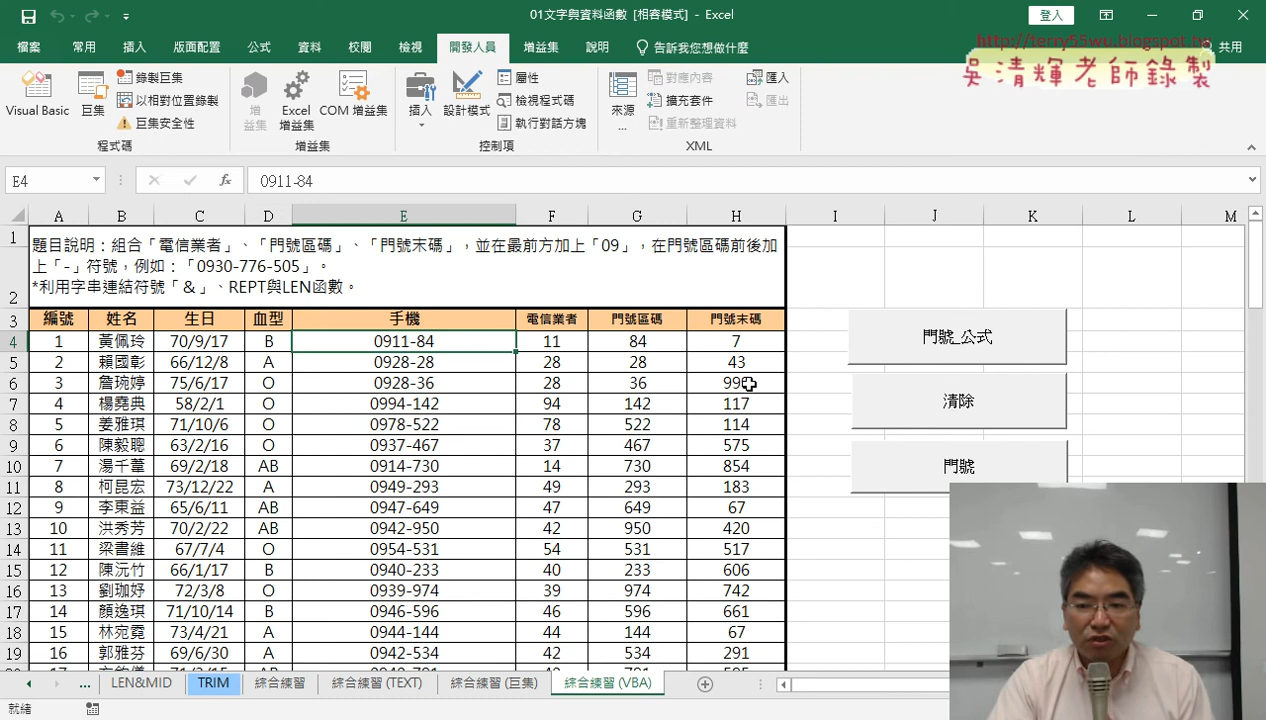 01文字與資料函數 [相容模式] - Excel
登入
檔案 常用 插入 版面配置 公式 資料 校閱 檢視 開發人員 增益集 說明 告訴我您想做什麼 共用
http://terry55wu.blogspot.tw
吳清輝老師錄製
Visual Basic 巨集 錄製巨集 以相對位置錄製 巨集安全性 程式碼
增益集 Excel 增益集 COM 增益集 增益集
插入 設計模式 屬性 檢視程式碼 執行對話方塊 控制項
來源... 對應內容 擴充套件 重新整理資料 匯入 匯出 XML
E4 fx 0911-84
A B C D E F G H I J K L M
1 題目說明：組合「電信業者」、「門號區碼」、「門號末碼」，並在最前方加上「09」，在門號區碼前後加
上「-」符號，例如：「0930-776-505」。
2 *利用字串連結符號「&」、REPT與LEN函數。
3 編號 姓名 生日 血型 手機 電信業者 門號區碼 門號末碼
4 1 黃佩玲 70/9/17 B 0911-84 11 84 7
5 2 賴國彰 66/12/8 A 0928-28 28 28 43
6 3 詹琬婷 75/6/17 O 0928-36 28 36
7 4 楊堯典 58/2/1 O 0994-142 94 142 117
8 5 姜雅琪 71/10/6 O 0978-522 78 522 114
9 6 陳毅聰 63/2/16 O 0937-467 37 467 575
10 7 湯千蕙 69/2/18 AB 0914-730 14 730 854
11 8 柯昆宏 73/12/22 A 0949-293 49 293 183
12 9 李東益 65/6/11 AB 0947-649 47 649 67
13 10 洪秀芳 70/2/22 AB 0942-950 42 950 420
14 11 梁書維 67/7/4 O 0954-531 54 531 517
15 12 陳沅竹 66/1/17 B 0940-233 40 233 606
16 13 劉珈妤 72/3/8 O 0939-974 39 974 742
17 14 顏逸琪 71/10/14 B 0946-596 46 596 661
18 15 林宛霓 73/4/21 A 0944-144 44 144 67
19 16 郭雅芬 69/6/30 A 0942-534 42 534 291
門號_公式
清除
門號
... LEN&MID TRIM 綜合練習 綜合練習 (TEXT) 綜合練習 (巨集) 綜合練習 (VBA)
就緒